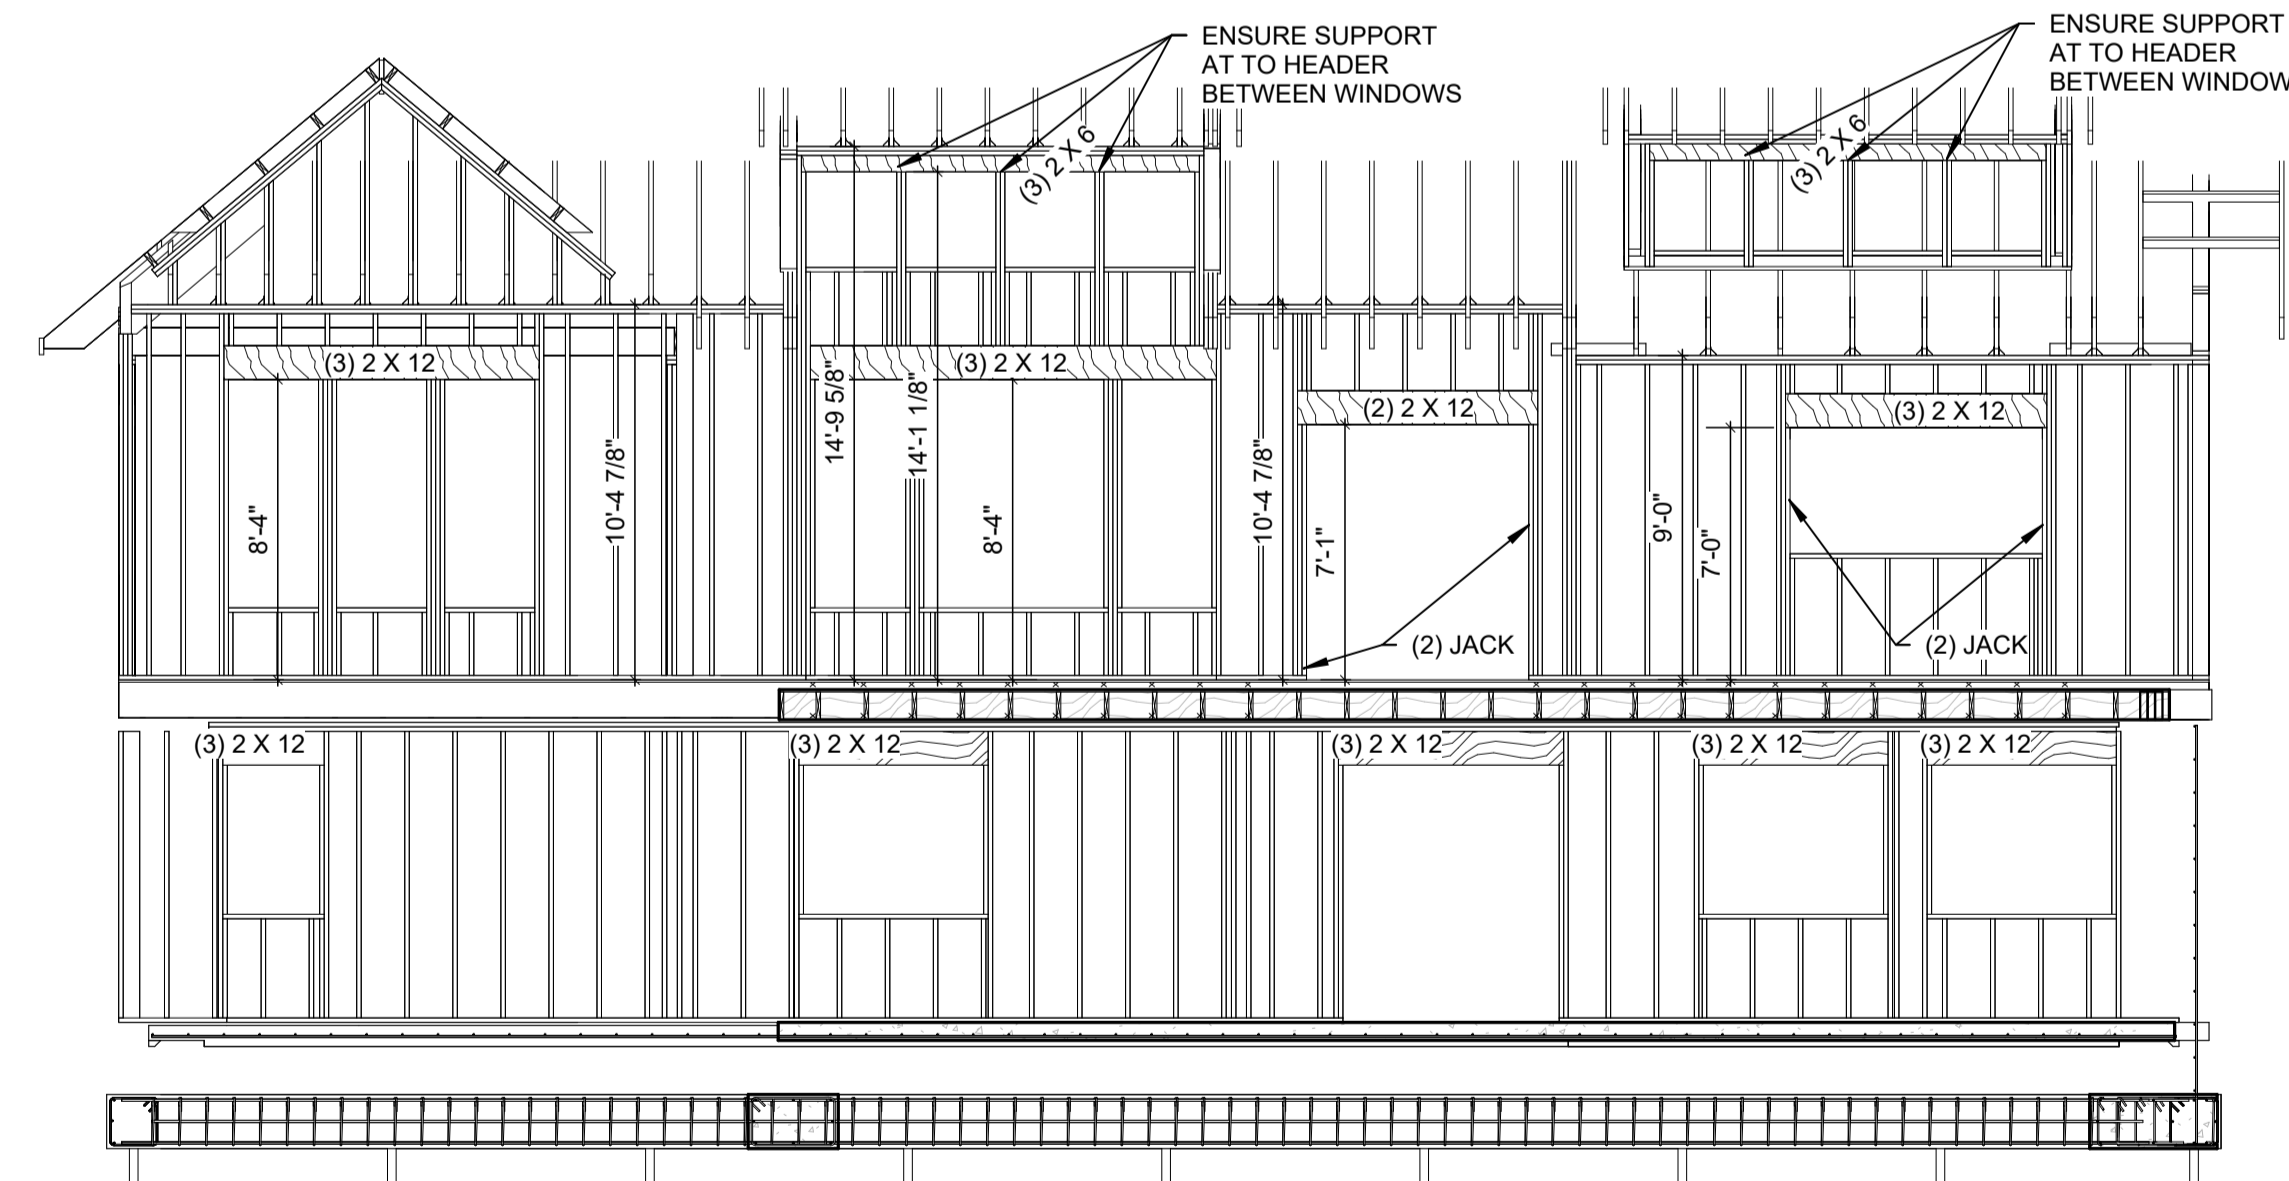 ENSURE SUPPORT
AT TO HEADER
BETWEEN WINDOWS
ENSURE SUPPORT
AT TO HEADER
BETWEEN WINDOW
(3) 2 X 6
(3) 2 X 6
(3) 2 X 12
(3) 2 X 12
(2) 2 X 12
(3) 2 X 12
8'-4"
10'-4 7/8"
14'-9 5/8"
14'-1 1/8"
8'-4"
10'-4 7/8"
7'-1"
9'-0"
7'-0"
(2) JACK
(2) JACK
(3) 2 X 12
(3) 2 X 12
(3) 2 X 12
(3) 2 X 12
(3) 2 X 12